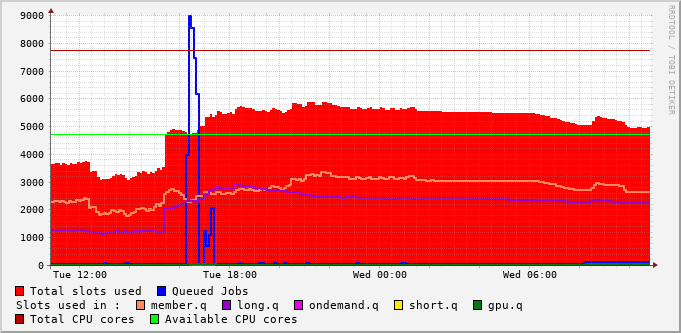 9000
8000
7000
6000
5000
4000
3000
2000
1000
0
Tue 12:00 Tue 18:00 Wed 00:00 Wed 06:00
RRDTOOL / TOBI OETIKER
Total slots used Queued Jobs
Slots used in : member.q long.q ondemand.q short.q gpu.q
Total CPU cores Available CPU cores